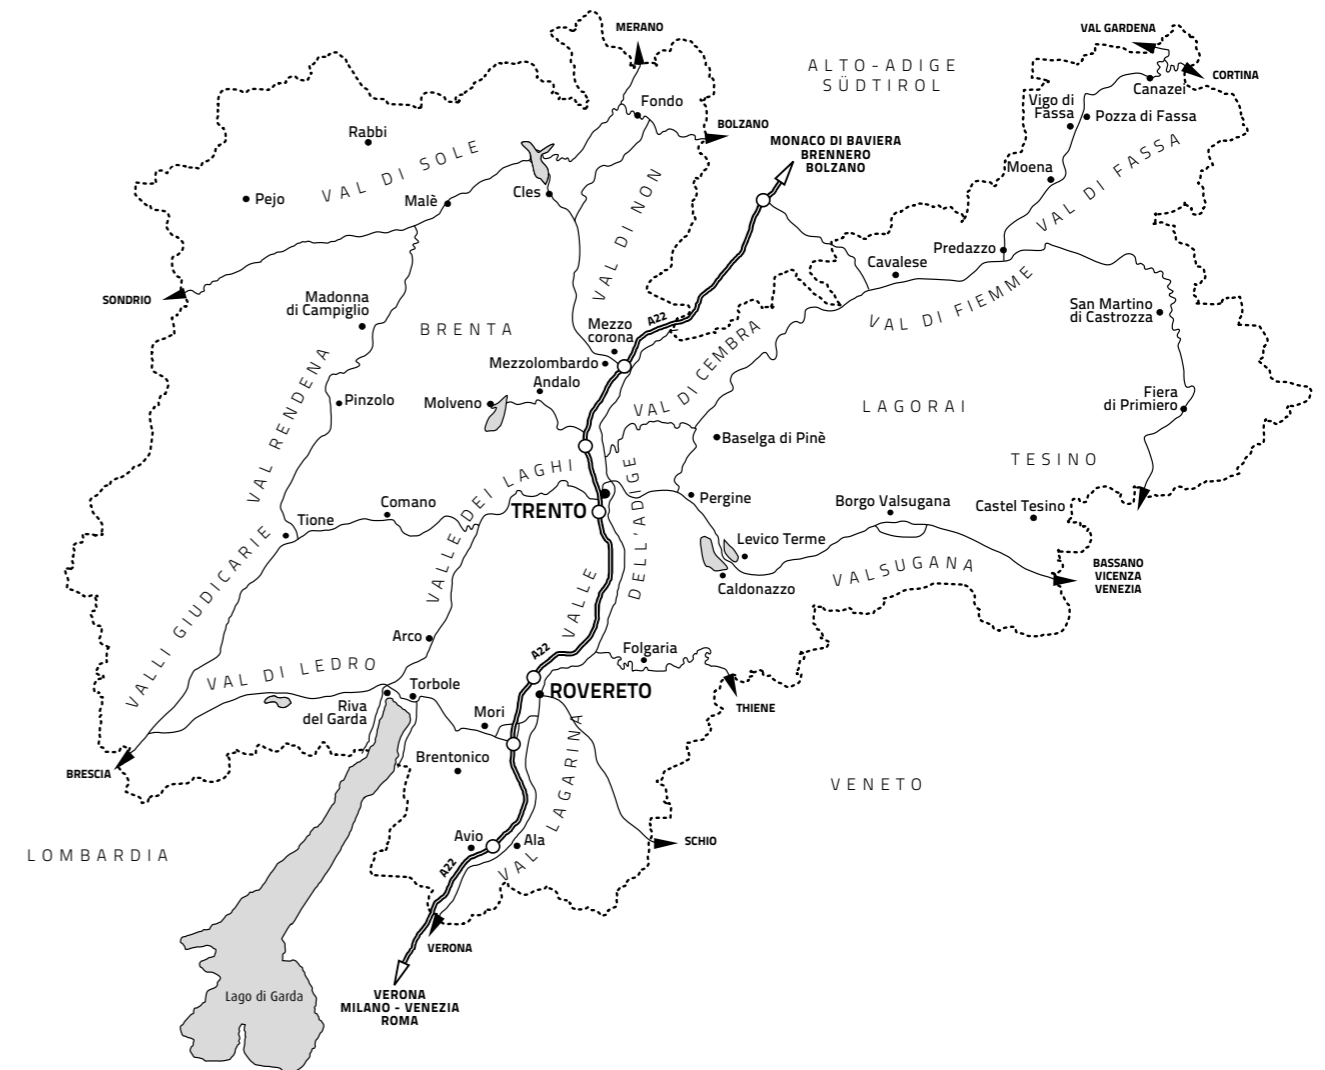 MERANO
VAL GARDENA
ALTO-ADIGE
SÜDTIROL
CORTINA
Canazei
Fondo
Vigo di
Fassa
Pozza di Fassa
BOLZANO
Rabbi
MONACO DI BAVIERA
BRENNERO
BOLZANO
VAL DI SOLE
Moena
VAL DI FASSA
Pejo
Malè
Cles
VAL DI NON
Predazzo
Cavalese
SONDRIO
Madonna
di Campiglio
BRENTA
Mezzo
corona
A22
VAL DI FIEMME
San Martino
di Castrozza
Mezzolombardo
Andalo
VAL DI CEMBRA
VAL RENDENA
Pinzolo
Molveno
LAGORAI
Fiera
di Primiero
Baselga di Pinè
TESINO
VALLE DEI LAGHI
Comano
Tione
TRENTO
Pergine
Borgo Valsugana
Castel Tesino
Levico Terme
VALSUGANA
BASSANO
VICENZA
VENEZIA
Caldonazzo
VALLE
DELL'ADIGE
VALLI GIUDICARIE
Arco
A22
Folgaria
VAL DI LEDRO
Torbole
ROVERETO
THIENE
Riva
del Garda
Mori
Brentonico
BRESCIA
VENETO
VAL LAGARINA
Avio
Ala
SCHIO
LOMBARDIA
A22
VERONA
Lago di Garda
VERONA
MILANO - VENEZIA
ROMA